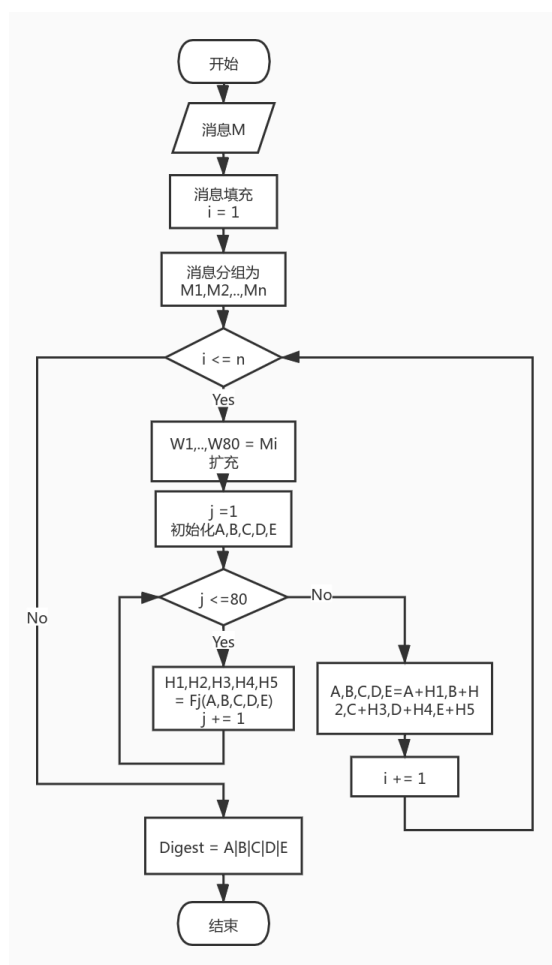 开始
消息M
消息填充
i = 1
消息分组为
M1,M2,..,Mn
i <= n
Yes
W1,..,W80 = Mi
扩充
j =1
初始化A,B,C,D,E
j <=80
No
Yes
No
H1,H2,H3,H4,H5
= Fj(A,B,C,D,E)
j += 1
A,B,C,D,E=A+H1,B+H
2,C+H3,D+H4,E+H5
i += 1
Digest = A|B|C|D|E
结束